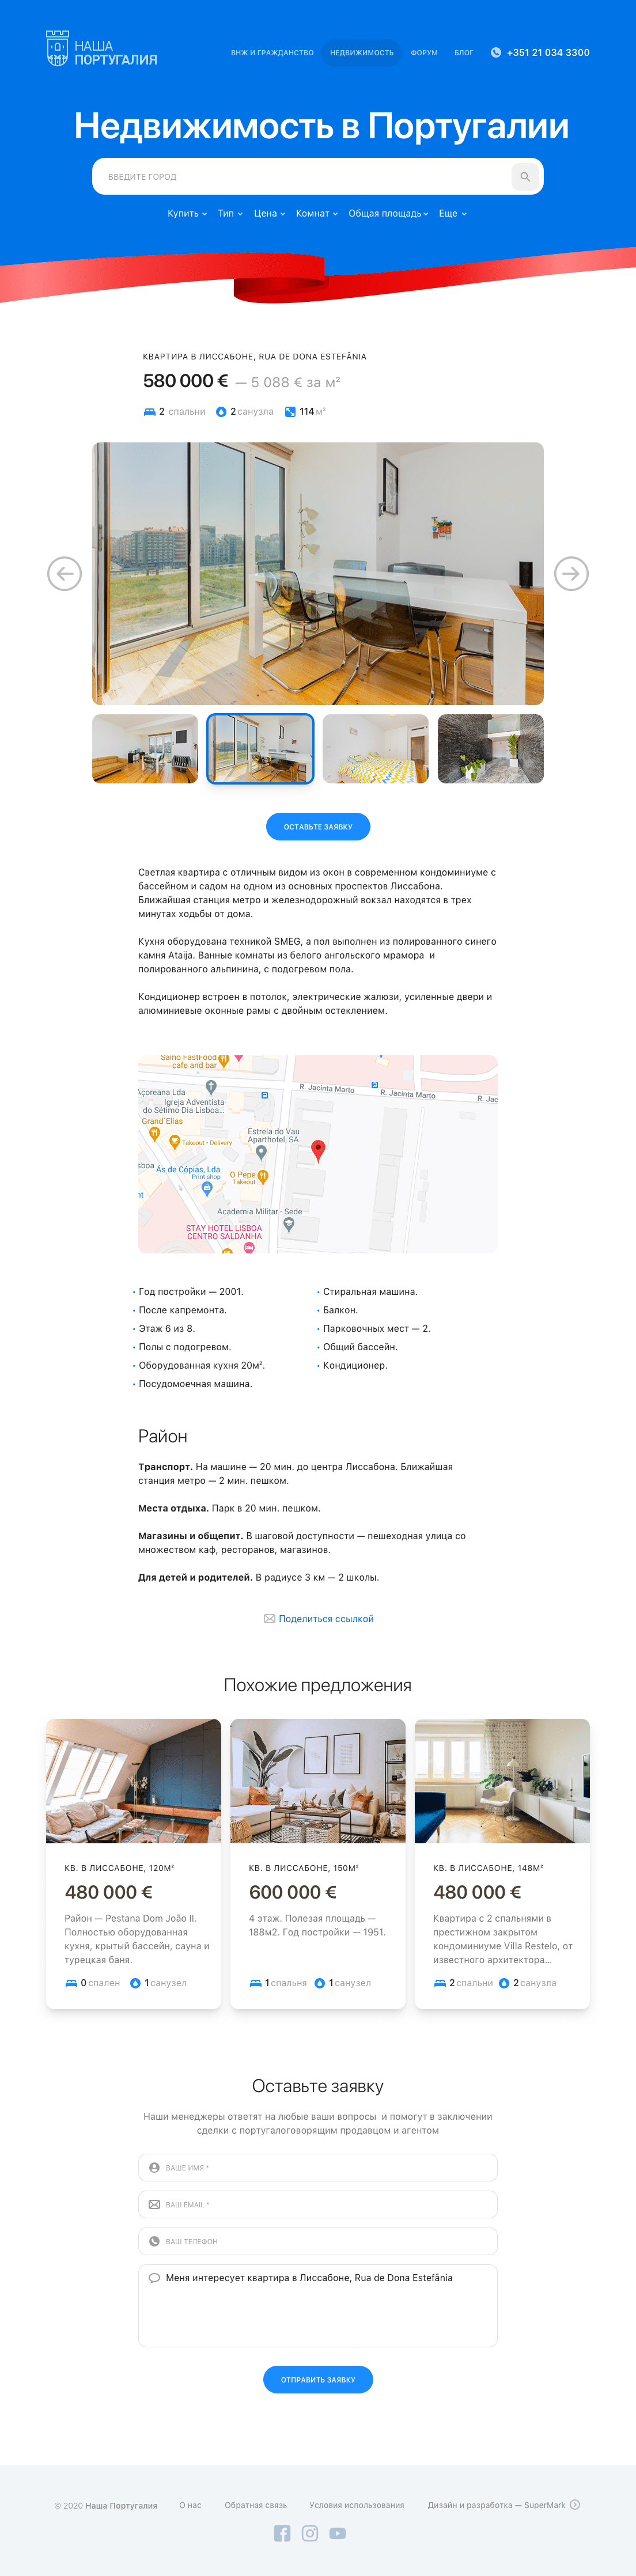 НАША
ПОРТУГАЛИЯ
ВНЖ И ГРАЖДАНСТВО
НЕДВИЖИМОСТЬ
ФОРУМ
БЛОГ
+351 21 034 3300
Недвижимость в Португалии
ВВЕДИТЕ ГОРОД
Купить
Тип
Цена
Комнат
Общая площадь
Еще
КВАРТИРА В ЛИССАБОНЕ, RUA DE DONA ESTEFÂNIA
580 000 € — 5 088 € за м²
2 спальни 2 санузла 114 м²
ОСТАВЬТЕ ЗАЯВКУ
Светлая квартира с отличным видом из окон в современном кондоминиуме с
бассейном и садом на одном из основных проспектов Лиссабона.
Ближайшая станция метро и железнодорожный вокзал находятся в трех
минутах ходьбы от дома.
Кухня оборудована техникой SMEG, а пол выполнен из полированного синего
камня Ataija. Ванные комнаты из белого ангольского мрамора и
полированного альпинина, с подогревом пола.
Кондиционер встроен в потолок, электрические жалюзи, усиленные двери и
алюминиевые оконные рамы с двойным остеклением.
Saino FastFood
cafe and bar
Açoreana Lda
Igreja Adventista
do Sétimo Dia Lisboa...
R. Jacinta Marto
R. Jacinta Marto
R. Jac
Grand'Elias
Takeout • Delivery
Estrela do Vau
Aparthotel, SA
sboa
Ás de Cópias, Lda
Print shop
O Pepe
Takeout
nt
Academia Militar - Sede
STAY HOTEL LISBOA
CENTRO SALDANHA
• Год постройки — 2001.
• После капремонта.
• Этаж 6 из 8.
• Полы с подогревом.
• Оборудованная кухня 20м².
• Посудомоечная машина.
• Стиральная машина.
• Балкон.
• Парковочных мест — 2.
• Общий бассейн.
• Кондиционер.
Район
Транспорт. На машине — 20 мин. до центра Лиссабона. Ближайшая
станция метро — 2 мин. пешком.
Места отдыха. Парк в 20 мин. пешком.
Магазины и общепит. В шаговой доступности — пешеходная улица со
множеством каф, ресторанов, магазинов.
Для детей и родителей. В радиусе 3 км — 2 школы.
Поделиться ссылкой
Похожие предложения
КВ. В ЛИССАБОНЕ, 120М²
480 000 €
Район — Pestana Dom João II.
Полностью оборудованная
кухня, крытый бассейн, сауна и
турецкая баня.
0 спален 1 санузел
КВ. В ЛИССАБОНЕ, 150М²
600 000 €
4 этаж. Полезая площадь —
188м2. Год постройки — 1951.
1 спальня 1 санузел
КВ. В ЛИССАБОНЕ, 148М²
480 000 €
Квартира с 2 спальнями в
престижном закрытом
кондоминиуме Villa Restelo, от
известного архитектора...
2 спальни 2 санузла
Оставьте заявку
Наши менеджеры ответят на любые ваши вопросы и помогут в заключении
сделки с португалоговорящим продавцом и агентом
ВАШЕ ИМЯ *
ВАШ EMAIL *
ВАШ ТЕЛЕФОН
Меня интересует квартира в Лиссабоне, Rua de Dona Estefânia
ОТПРАВИТЬ ЗАЯВКУ
© 2020 Наша Португалия
О нас
Обратная связь
Условия использования
Дизайн и разработка — SuperMark